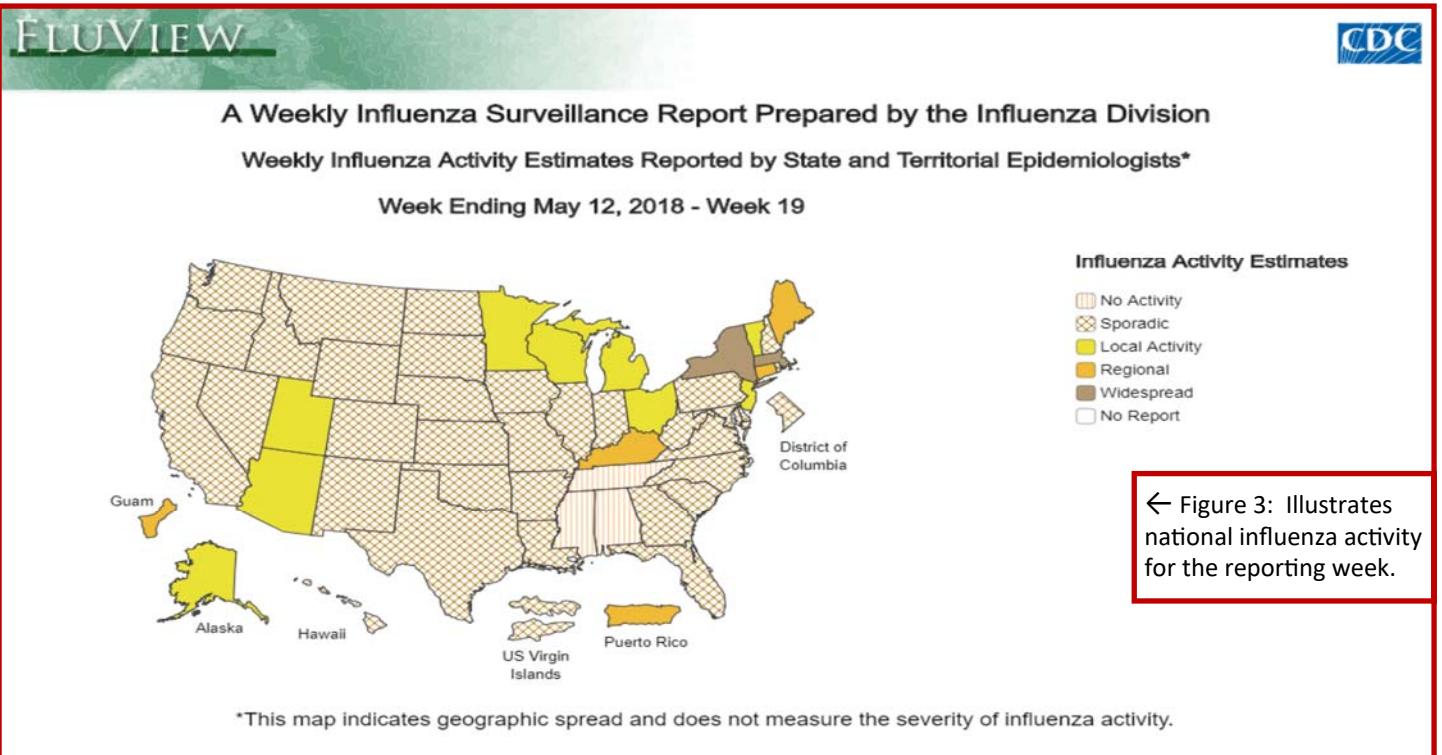 FLUVIEW
CDC
A Weekly Influenza Surveillance Report Prepared by the Influenza Division
Weekly Influenza Activity Estimates Reported by State and Territorial Epidemiologists*
Week Ending May 12, 2018 - Week 19
Influenza Activity Estimates
No Activity
Sporadic
Local Activity
Regional
Widespread
No Report
District of
Columbia
Guam
← Figure 3: Illustrates
national influenza activity
for the reporting week.
Alaska
Hawaii
US Virgin
Islands
Puerto Rico
*This map indicates geographic spread and does not measure the severity of influenza activity.